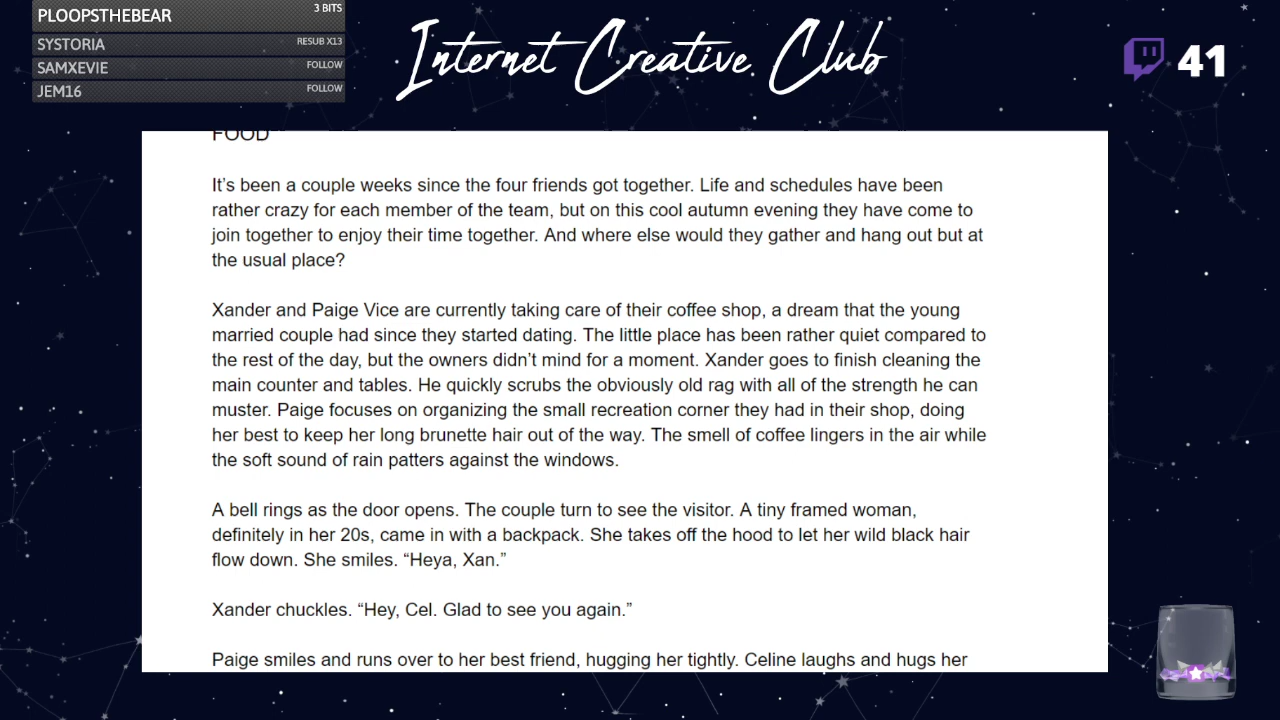 PLOOPSTHEBEAR 3 BITS
SYSTORIA RESUB X13
SAMXEVIE FOLLOW
JEM16 FOLLOW
Internet Creative Club
41
FOOD
It’s been a couple weeks since the four friends got together. Life and schedules have been
rather crazy for each member of the team, but on this cool autumn evening they have come to
join together to enjoy their time together. And where else would they gather and hang out but at
the usual place?
Xander and Paige Vice are currently taking care of their coffee shop, a dream that the young
married couple had since they started dating. The little place has been rather quiet compared to
the rest of the day, but the owners didn’t mind for a moment. Xander goes to finish cleaning the
main counter and tables. He quickly scrubs the obviously old rag with all of the strength he can
muster. Paige focuses on organizing the small recreation corner they had in their shop, doing
her best to keep her long brunette hair out of the way. The smell of coffee lingers in the air while
the soft sound of rain patters against the windows.
A bell rings as the door opens. The couple turn to see the visitor. A tiny framed woman,
definitely in her 20s, came in with a backpack. She takes off the hood to let her wild black hair
flow down. She smiles. “Heya, Xan.”
Xander chuckles. “Hey, Cel. Glad to see you again.”
Paige smiles and runs over to her best friend, hugging her tightly. Celine laughs and hugs her